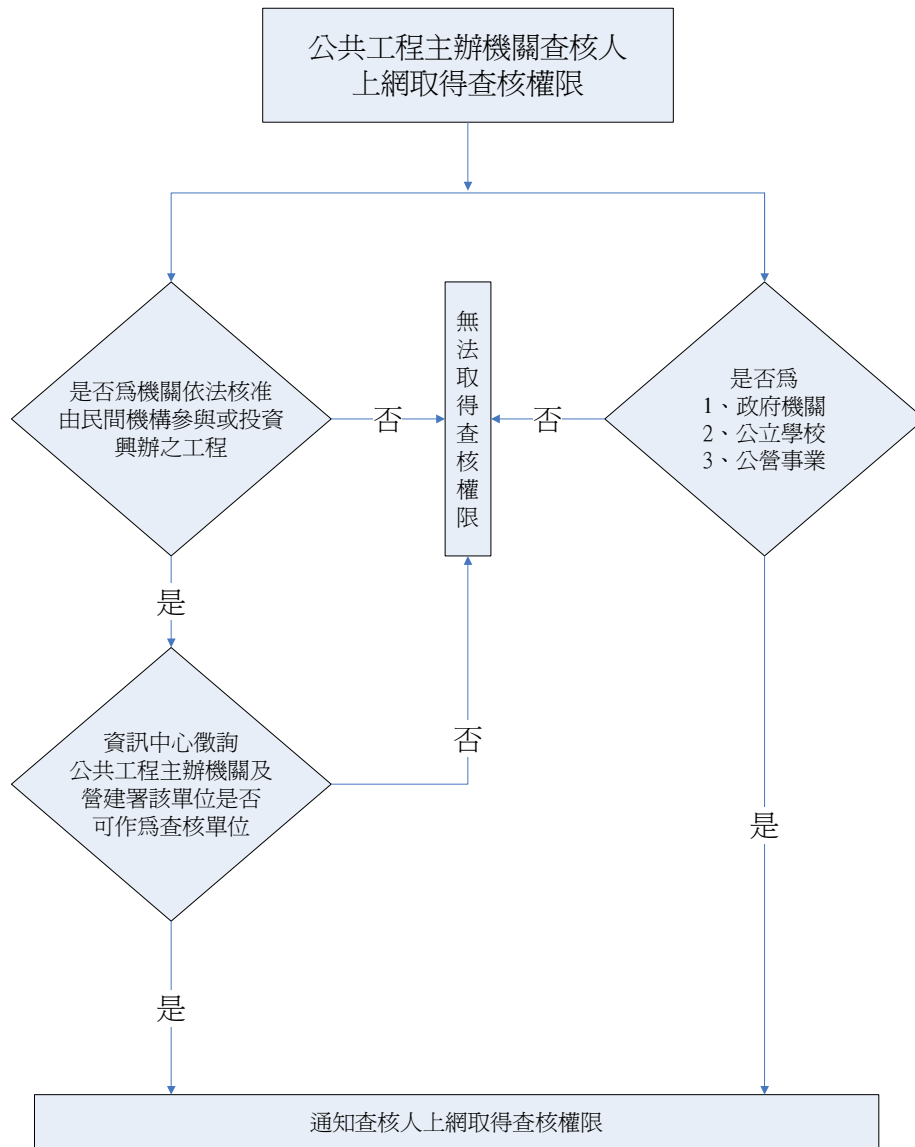 公共工程主辦機關查核人
上網取得查核權限
是否為機關依法核准
由民間機構參與或投資
興辦之工程
否
無法取得查核權限
否
是否為
1、政府機關
2、公立學校
3、公營事業
是
資訊中心徵詢
公共工程主辦機關及
營建署該單位是否
可作為查核單位
否
是
是
通知查核人上網取得查核權限